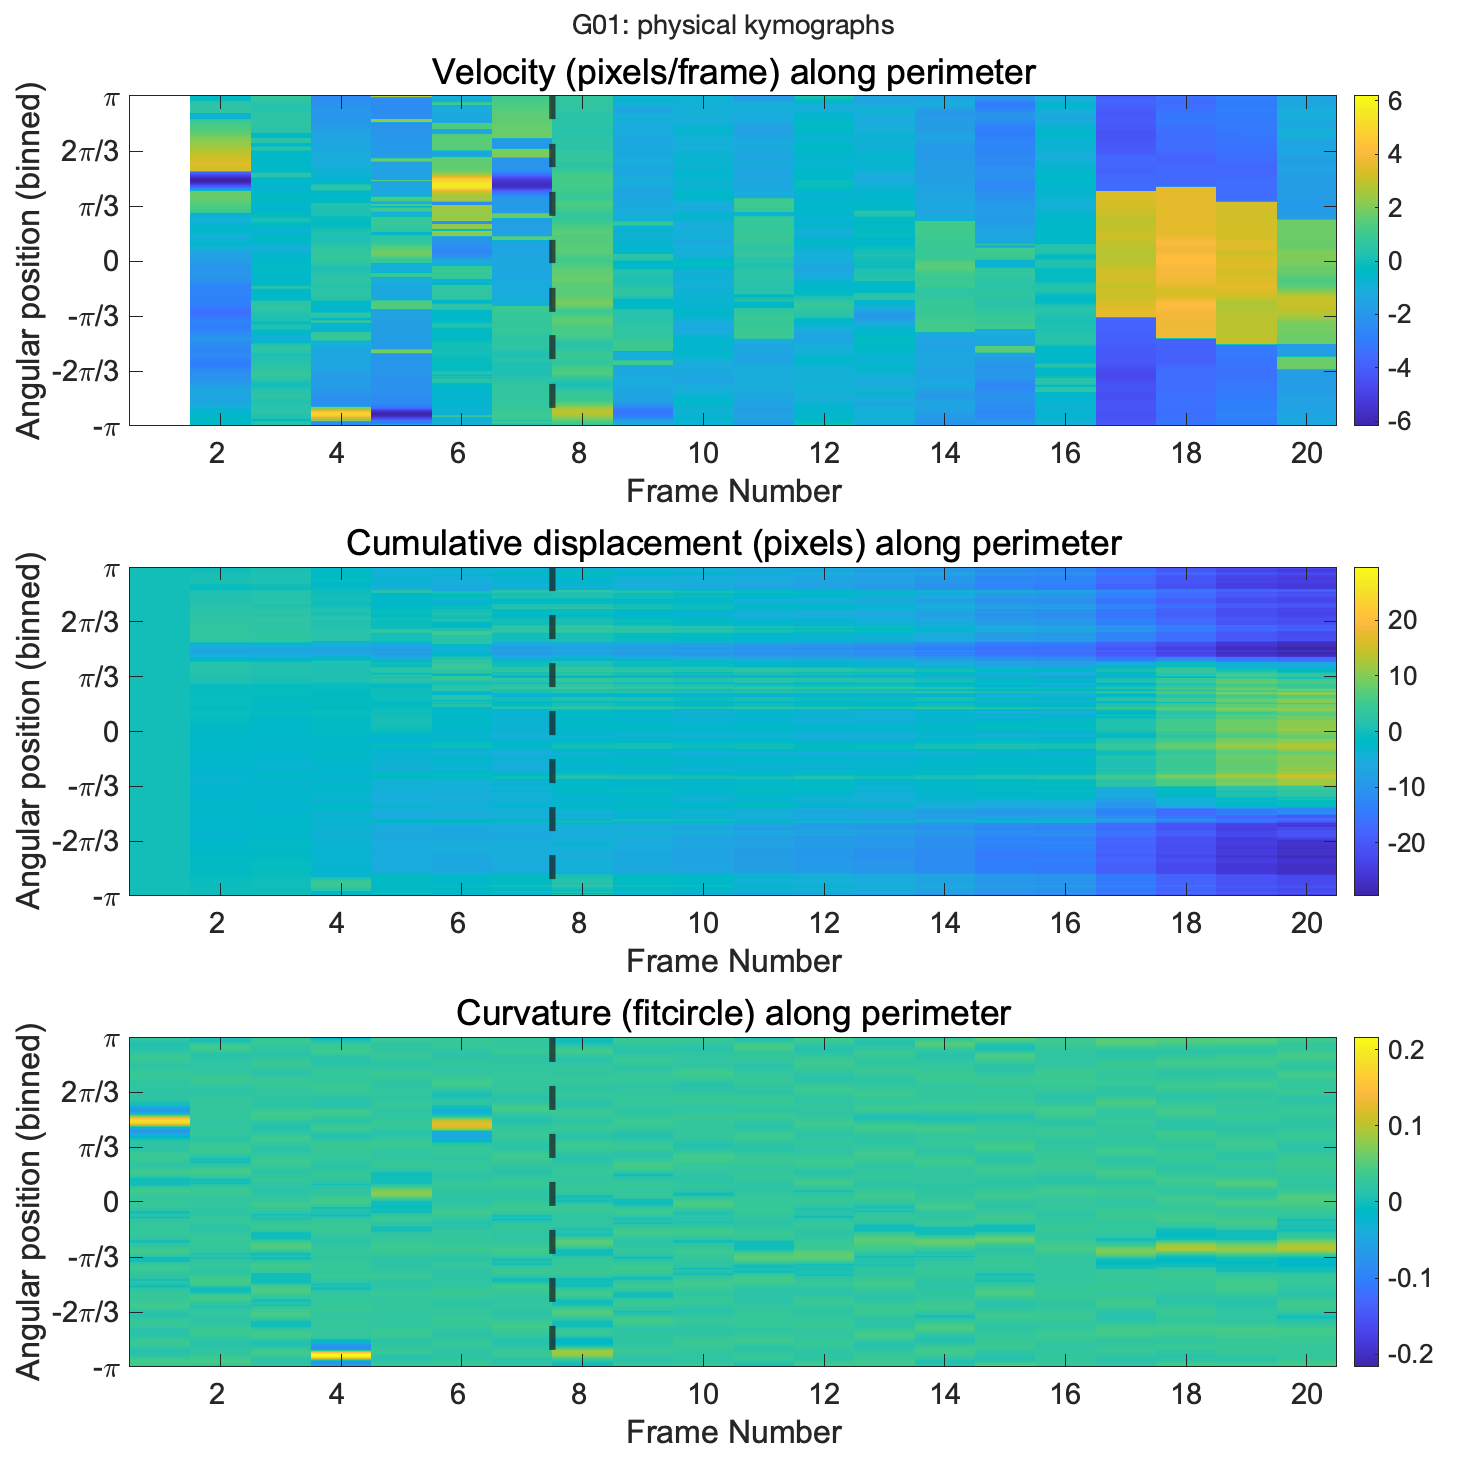 G01: physical kymographs
Velocity (pixels/frame) along perimeter
Angular position (binned)
π
2π/3
π/3
0
-π/3
-2π/3
-π
2 4 6 8 10 12 14 16 18 20
Frame Number
6
4
2
0
-2
-4
-6
Cumulative displacement (pixels) along perimeter
Angular position (binned)
π
2π/3
π/3
0
-π/3
-2π/3
-π
2 4 6 8 10 12 14 16 18 20
Frame Number
20
10
0
-10
-20
Curvature (fitcircle) along perimeter
Angular position (binned)
π
2π/3
π/3
0
-π/3
-2π/3
-π
2 4 6 8 10 12 14 16 18 20
Frame Number
0.2
0.1
0
-0.1
-0.2